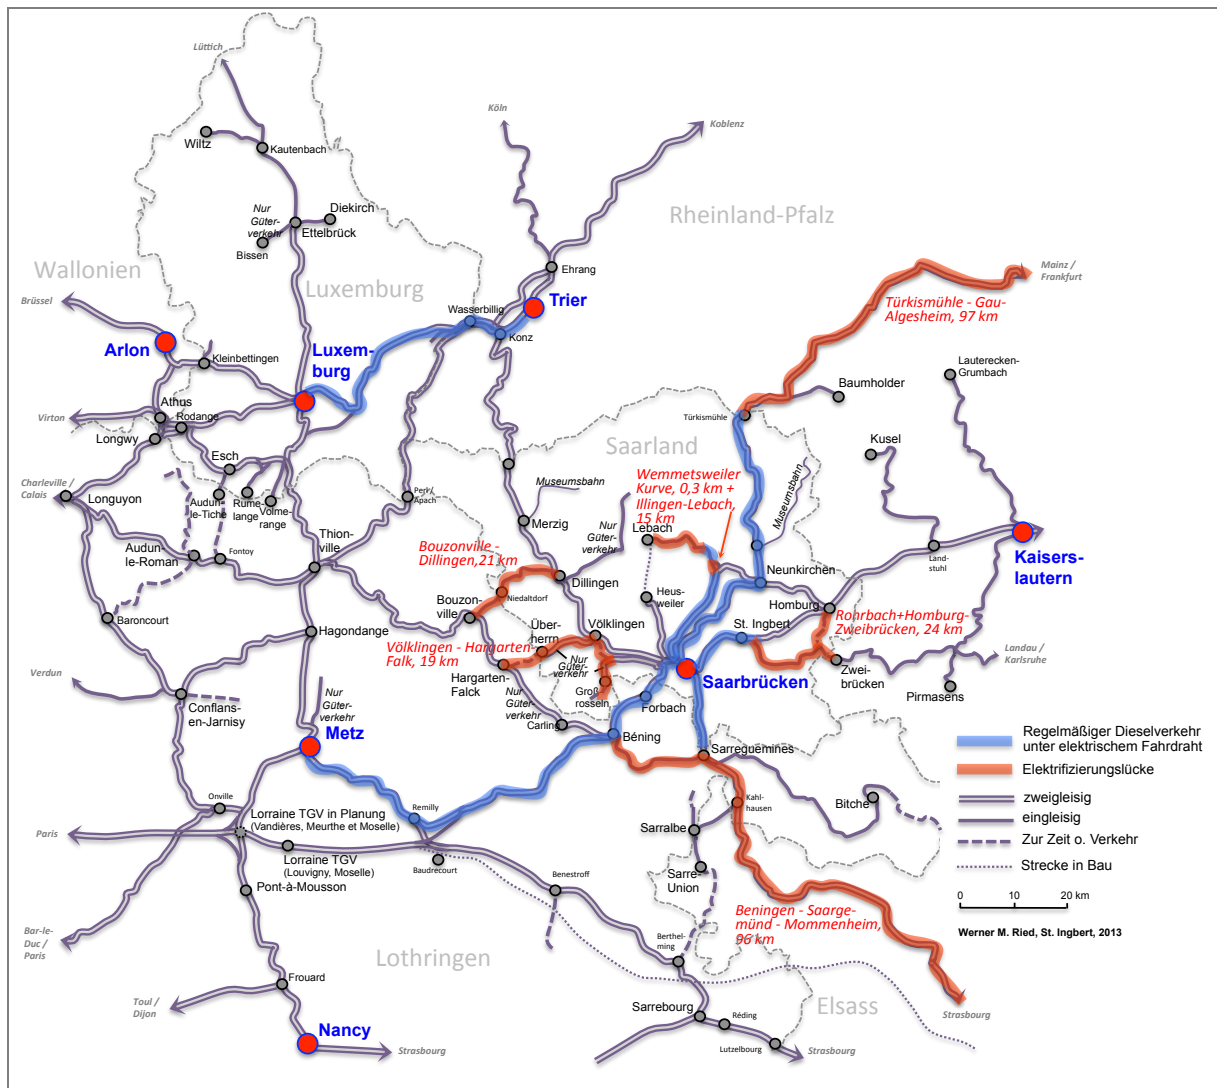 Lüttich
Köln
Koblenz
Wiltz
Kautenbach
Nur
Güter-
verkehr
Diekirch
Ettelbrück
Bissen
Rheinland-Pfalz
Wallonien
Luxemburg
Ehrang
Mainz /
Frankfurt
Brüssel
Wasserbillig
Trier
Konz
Türkismühle - Gau-
Algesheim, 97 km
Arlon
Kleinbettingen
Luxem-
burg
Lauterecken-
Grumbach
Baumholder
Virton
Athus
Rodange
Longwy
Türkismühle
Kusel
Saarland
Esch
Charleville /
Calais
Longuyon
Audun-
le-Tiche
Rume-
lange
Volme-
range
Perl /
Apach
Museumsbahn
Wemmetsweiler
Kurve, 0,3 km +
Illingen-Lebach,
15 km
Museumsbahn
Merzig
Nur
Güter-
verkehr
Lebach
Thion-
ville
Audun-
le-Roman
Fontoy
Bouzonville -
Dillingen,21 km
Land-
stuhl
Kaisers-
lautern
Dillingen
Neunkirchen
Niedaltdorf
Heus-
weiler
Bouzon-
ville
Homburg
Baroncourt
Hagondange
Über-
herrn
Völklingen
St. Ingbert
Rohrbach+Homburg-
Zweibrücken, 24 km
Völklingen - Hargarten-
Falk, 19 km
Nur
Güter-
verkehr
Landau /
Karlsruhe
Verdun
Hargarten-
Falck
Groß
rosseln
Saarbrücken
Zwei-
brücken
Pirmasens
Conflans-
en-Jarnisy
Nur
Güter-
verkehr
Nur
Güter-
verkehr
Carling
Forbach
Metz
Béning
Sarreguemines
Regelmäßiger Dieselverkehr
unter elektrischem Fahrdraht
Elektrifizierungslücke
zweigleisig
eingleisig
Zur Zeit o. Verkehr
Strecke in Bau
0 10 20 km
Werner M. Ried, St. Ingbert, 2013
Onville
Remilly
Kahl-
hausen
Bitche
Paris
Lorraine TGV in Planung
(Vandières, Meurthe et Moselle)
Sarralbe
Lorraine TGV
(Louvigny, Moselle)
Baudrecourt
Sarre-
Union
Pont-à-Mousson
Benestroff
Beningen - Saarge-
münd - Mommenheim,
96 km
Bar-le-
Duc /
Paris
Berthel-
ming
Lothringen
Frouard
Toul /
Dijon
Elsass
Strasbourg
Sarrebourg
Réding
Nancy
Lutzelbourg
Strasbourg
Strasbourg